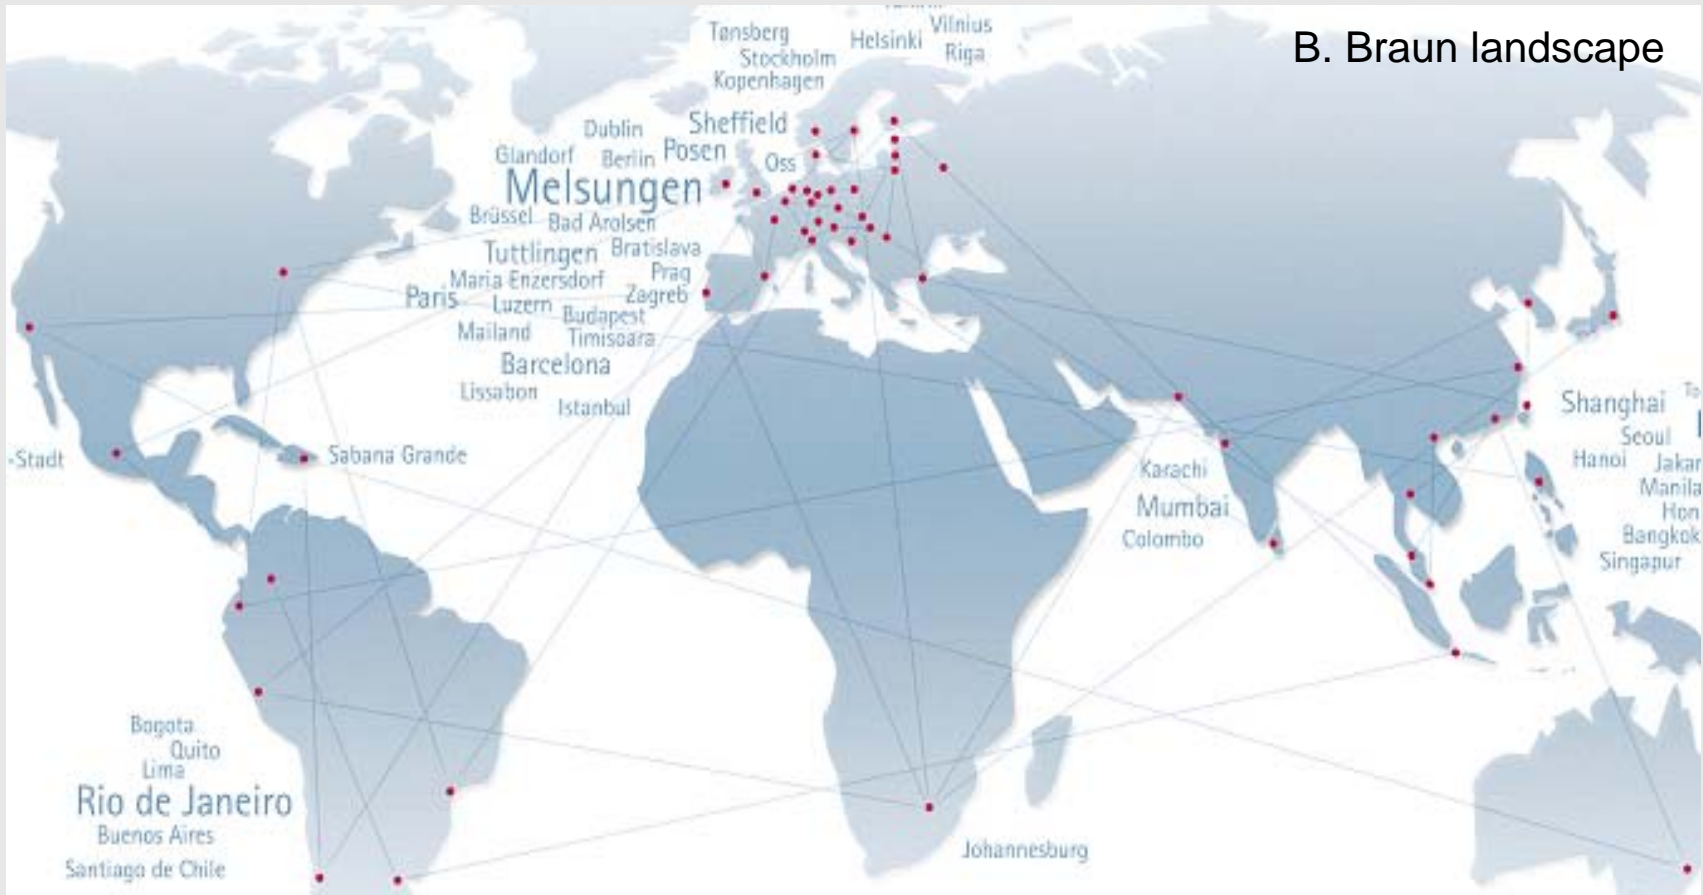 B. Braun landscape
Vilnius
Tønsberg
Helsinki
Riga
Stockholm
Kopenhagen
Dublin
Sheffield
Glandorf
Berlin
Posen
Oss
Melsungen
Brüssel
Bad Arolsen
Tuttlingen
Bratislava
Maria Enzersdorf
Prag
Paris
Luzern
Zagreb
Mailand
Budapest
Timisoara
Barcelona
Lissabon
Istanbul
-Stadt
Sabana Grande
Karachi
Mumbai
Colombo
Shanghai
Seoul
Hanoi
Jakar
Manila
Hon
Bangkok
Singapur
Bogota
Quito
Lima
Rio de Janeiro
Buenos Aires
Santiago de Chile
Johannesburg